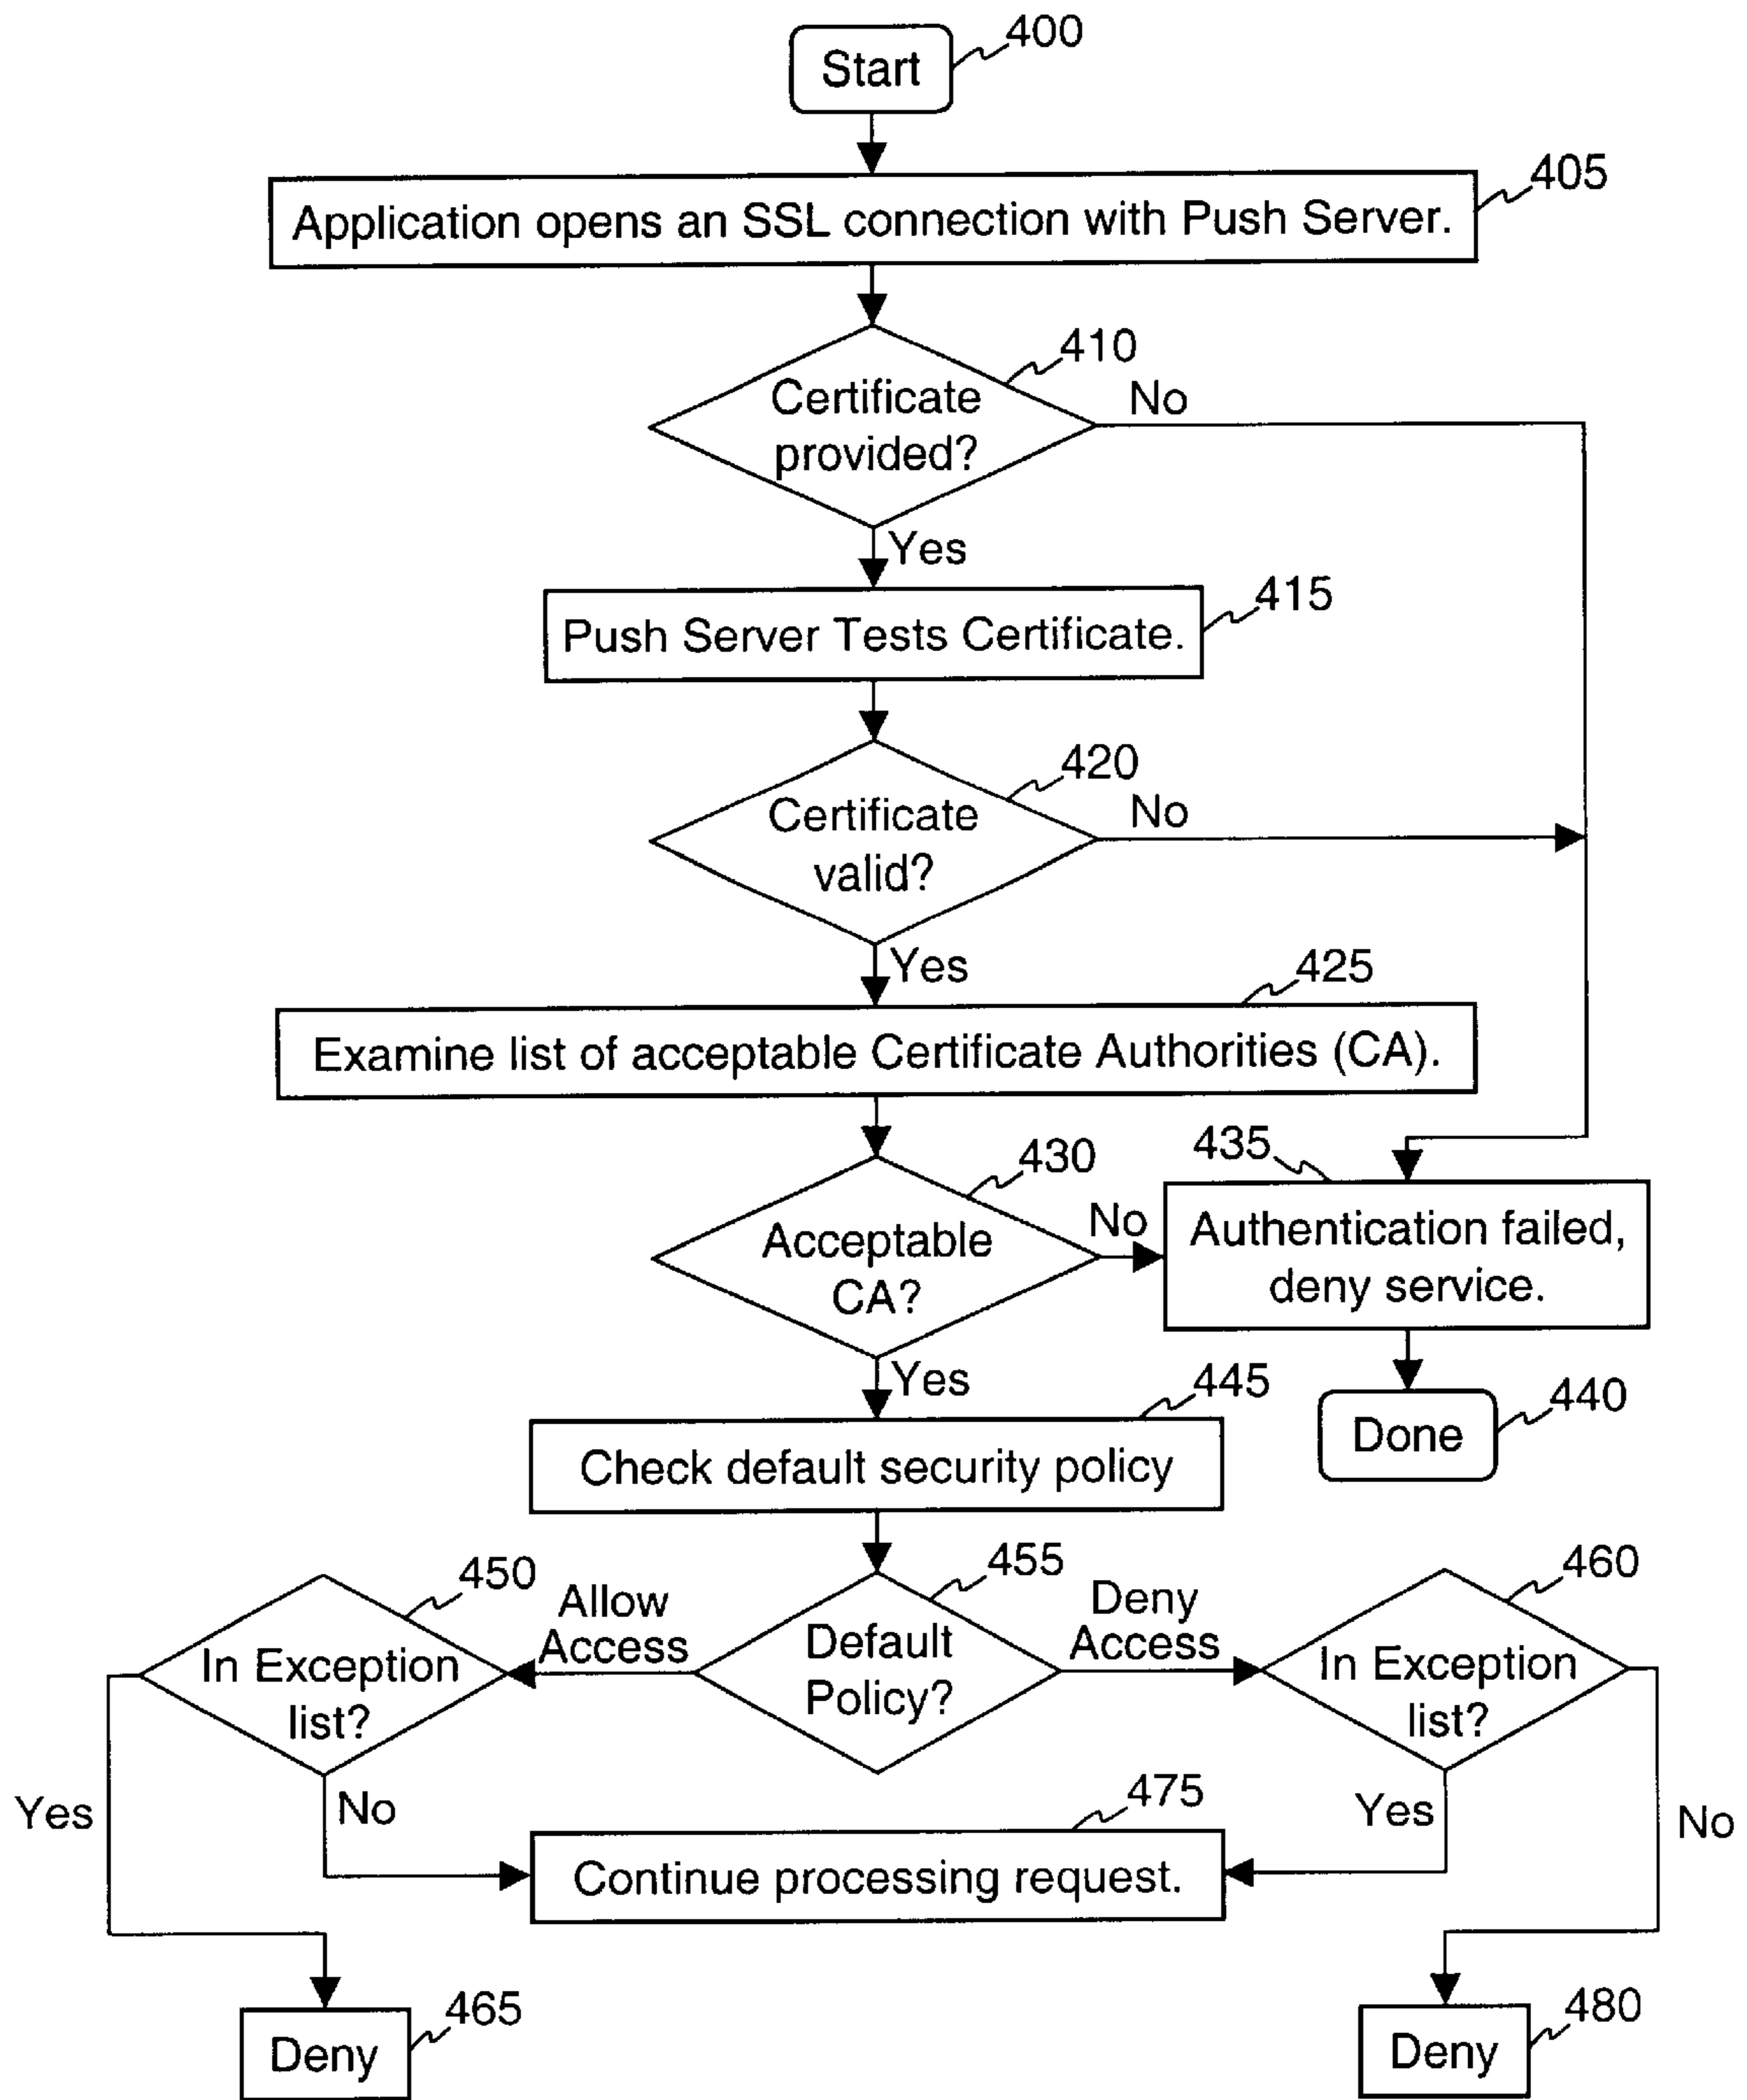 400
Start
405
Application opens an SSL connection with Push Server.
410
Certificate
provided?
No
Yes
415
Push Server Tests Certificate.
420
Certificate
valid?
No
Yes
425
Examine list of acceptable Certificate Authorities (CA).
430
Acceptable
CA?
No
435
Authentication failed,
deny service.
Yes
445
440
Done
Check default security policy
450
In Exception
list?
Allow
Access
455
Default
Policy?
Deny
Access
460
In Exception
list?
Yes
No
475
Continue processing request.
Yes
No
465
Deny
480
Deny